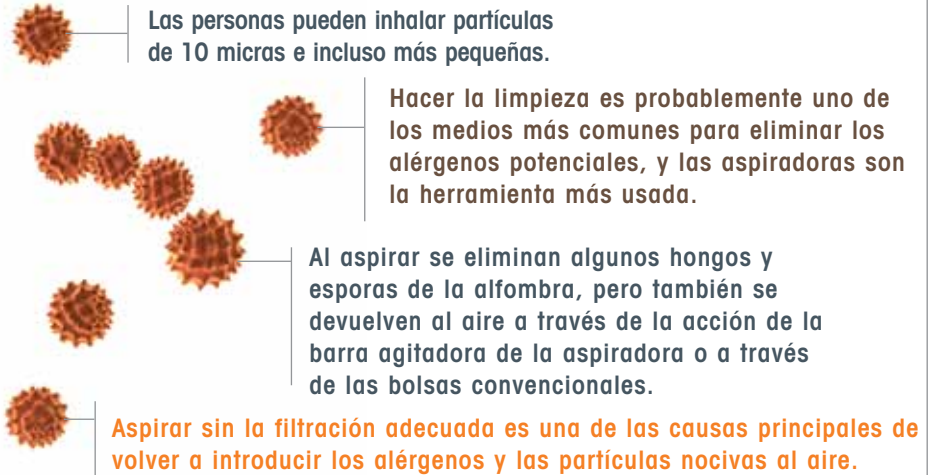 Las personas pueden inhalar partículas
de 10 micras e incluso más pequeñas.
Hacer la limpieza es probablemente uno de
los medios más comunes para eliminar los
alérgenos potenciales, y las aspiradoras son
la herramienta más usada.
Al aspirar se eliminan algunos hongos y
esporas de la alfombra, pero también se
devuelven al aire a través de la acción de la
barra agitadora de la aspiradora o a través
de las bolsas convencionales.
Aspirar sin la filtración adecuada es una de las causas principales de
volver a introducir los alérgenos y las partículas nocivas al aire.